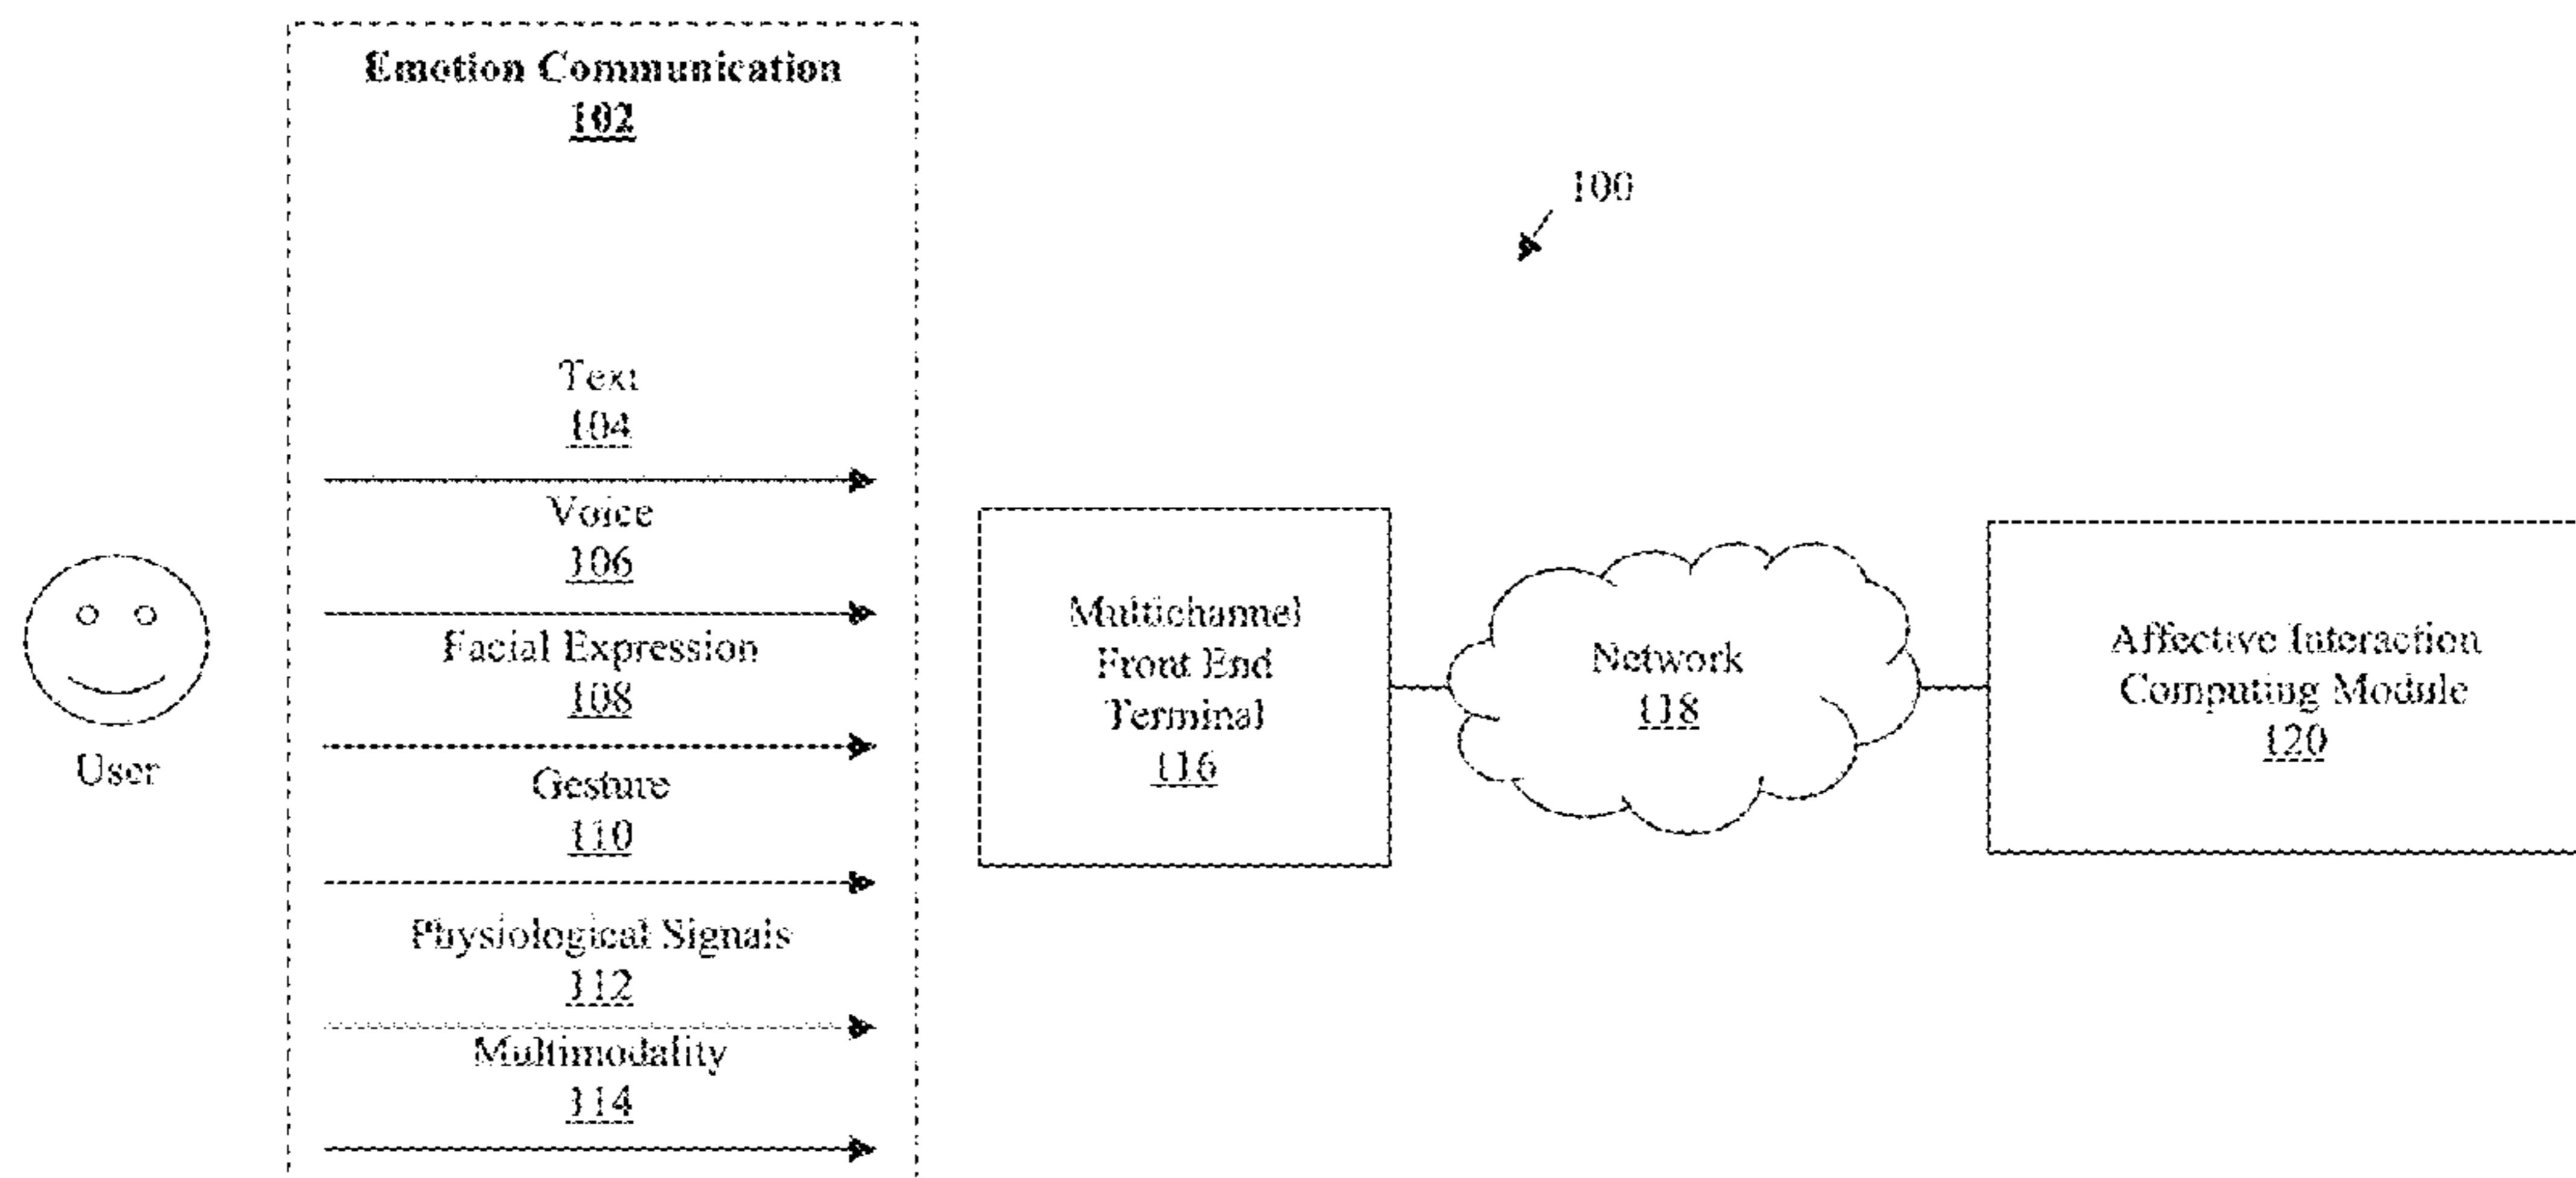 Emotion Communication
102
100
Text
104
Voice
106
Facial Expression
108
Gesture
110
Physiological Signals
112
Multimodality
114
User
Multichannel
Front End
Terminal
116
Network
118
Affective Interaction
Computing Module
120